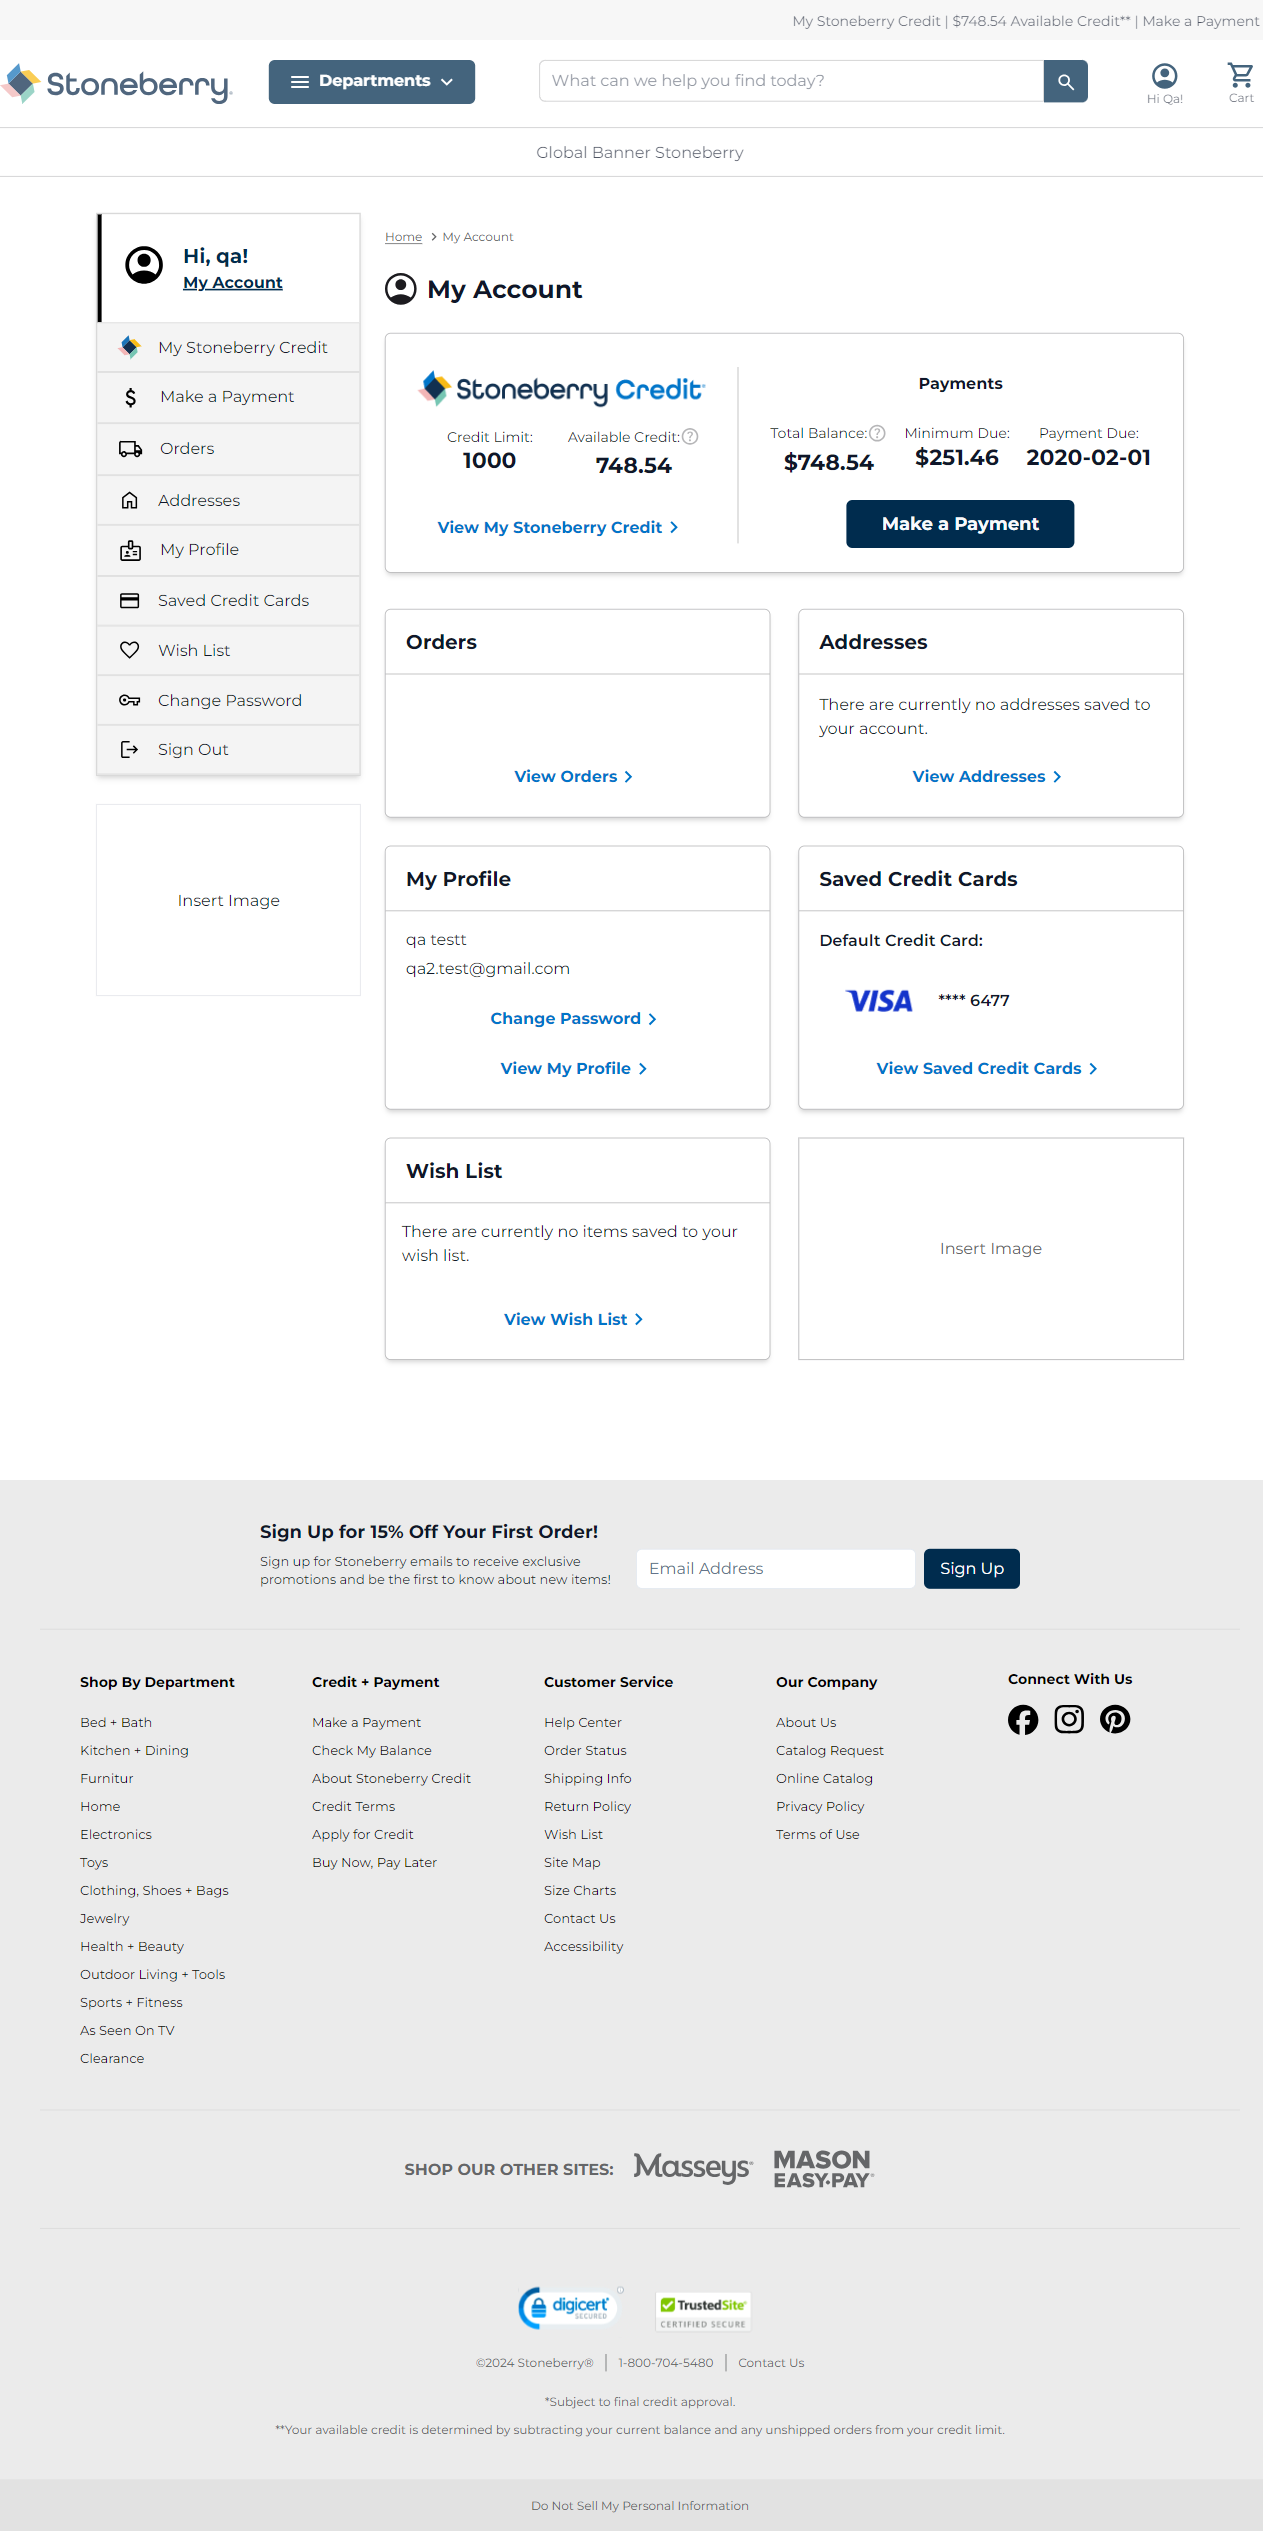 My Stoneberry Credit | $748.54 Available Credit** | Make a Payment
Stoneberry
Departments
What can we help you find today?
Hi Qa!
Cart
Global Banner Stoneberry
Hi, qa!
My Account
My Stoneberry Credit
Make a Payment
Orders
Addresses
My Profile
Saved Credit Cards
Wish List
Change Password
Sign Out
Insert Image
Home > My Account
My Account
Stoneberry Credit
Credit Limit:
1000
Available Credit:
748.54
View My Stoneberry Credit
Payments
Total Balance:
$748.54
Minimum Due:
$251.46
Payment Due:
2020-02-01
Make a Payment
Orders
View Orders
Addresses
There are currently no addresses saved to
your account.
View Addresses
My Profile
qa testt
qa2.test@gmail.com
Change Password
View My Profile
Saved Credit Cards
Default Credit Card:
VISA **** 6477
View Saved Credit Cards
Wish List
There are currently no items saved to your
wish list.
View Wish List
Insert Image
Sign Up for 15% Off Your First Order!
Sign up for Stoneberry emails to receive exclusive
promotions and be the first to know about new items!
Email Address
Sign Up
Shop By Department
Bed + Bath
Kitchen + Dining
Furnitur
Home
Electronics
Toys
Clothing, Shoes + Bags
Jewelry
Health + Beauty
Outdoor Living + Tools
Sports + Fitness
As Seen On TV
Clearance
Credit + Payment
Make a Payment
Check My Balance
About Stoneberry Credit
Credit Terms
Apply for Credit
Buy Now, Pay Later
Customer Service
Help Center
Order Status
Shipping Info
Return Policy
Wish List
Site Map
Size Charts
Contact Us
Accessibility
Our Company
About Us
Catalog Request
Online Catalog
Privacy Policy
Terms of Use
Connect With Us
SHOP OUR OTHER SITES:
Masseys
MASON
EASY•PAY
digicert
SECURED
TrustedSite
CERTIFIED SECURE
©2024 Stoneberry® | 1-800-704-5480 | Contact Us
*Subject to final credit approval.
**Your available credit is determined by subtracting your current balance and any unshipped orders from your credit limit.
Do Not Sell My Personal Information